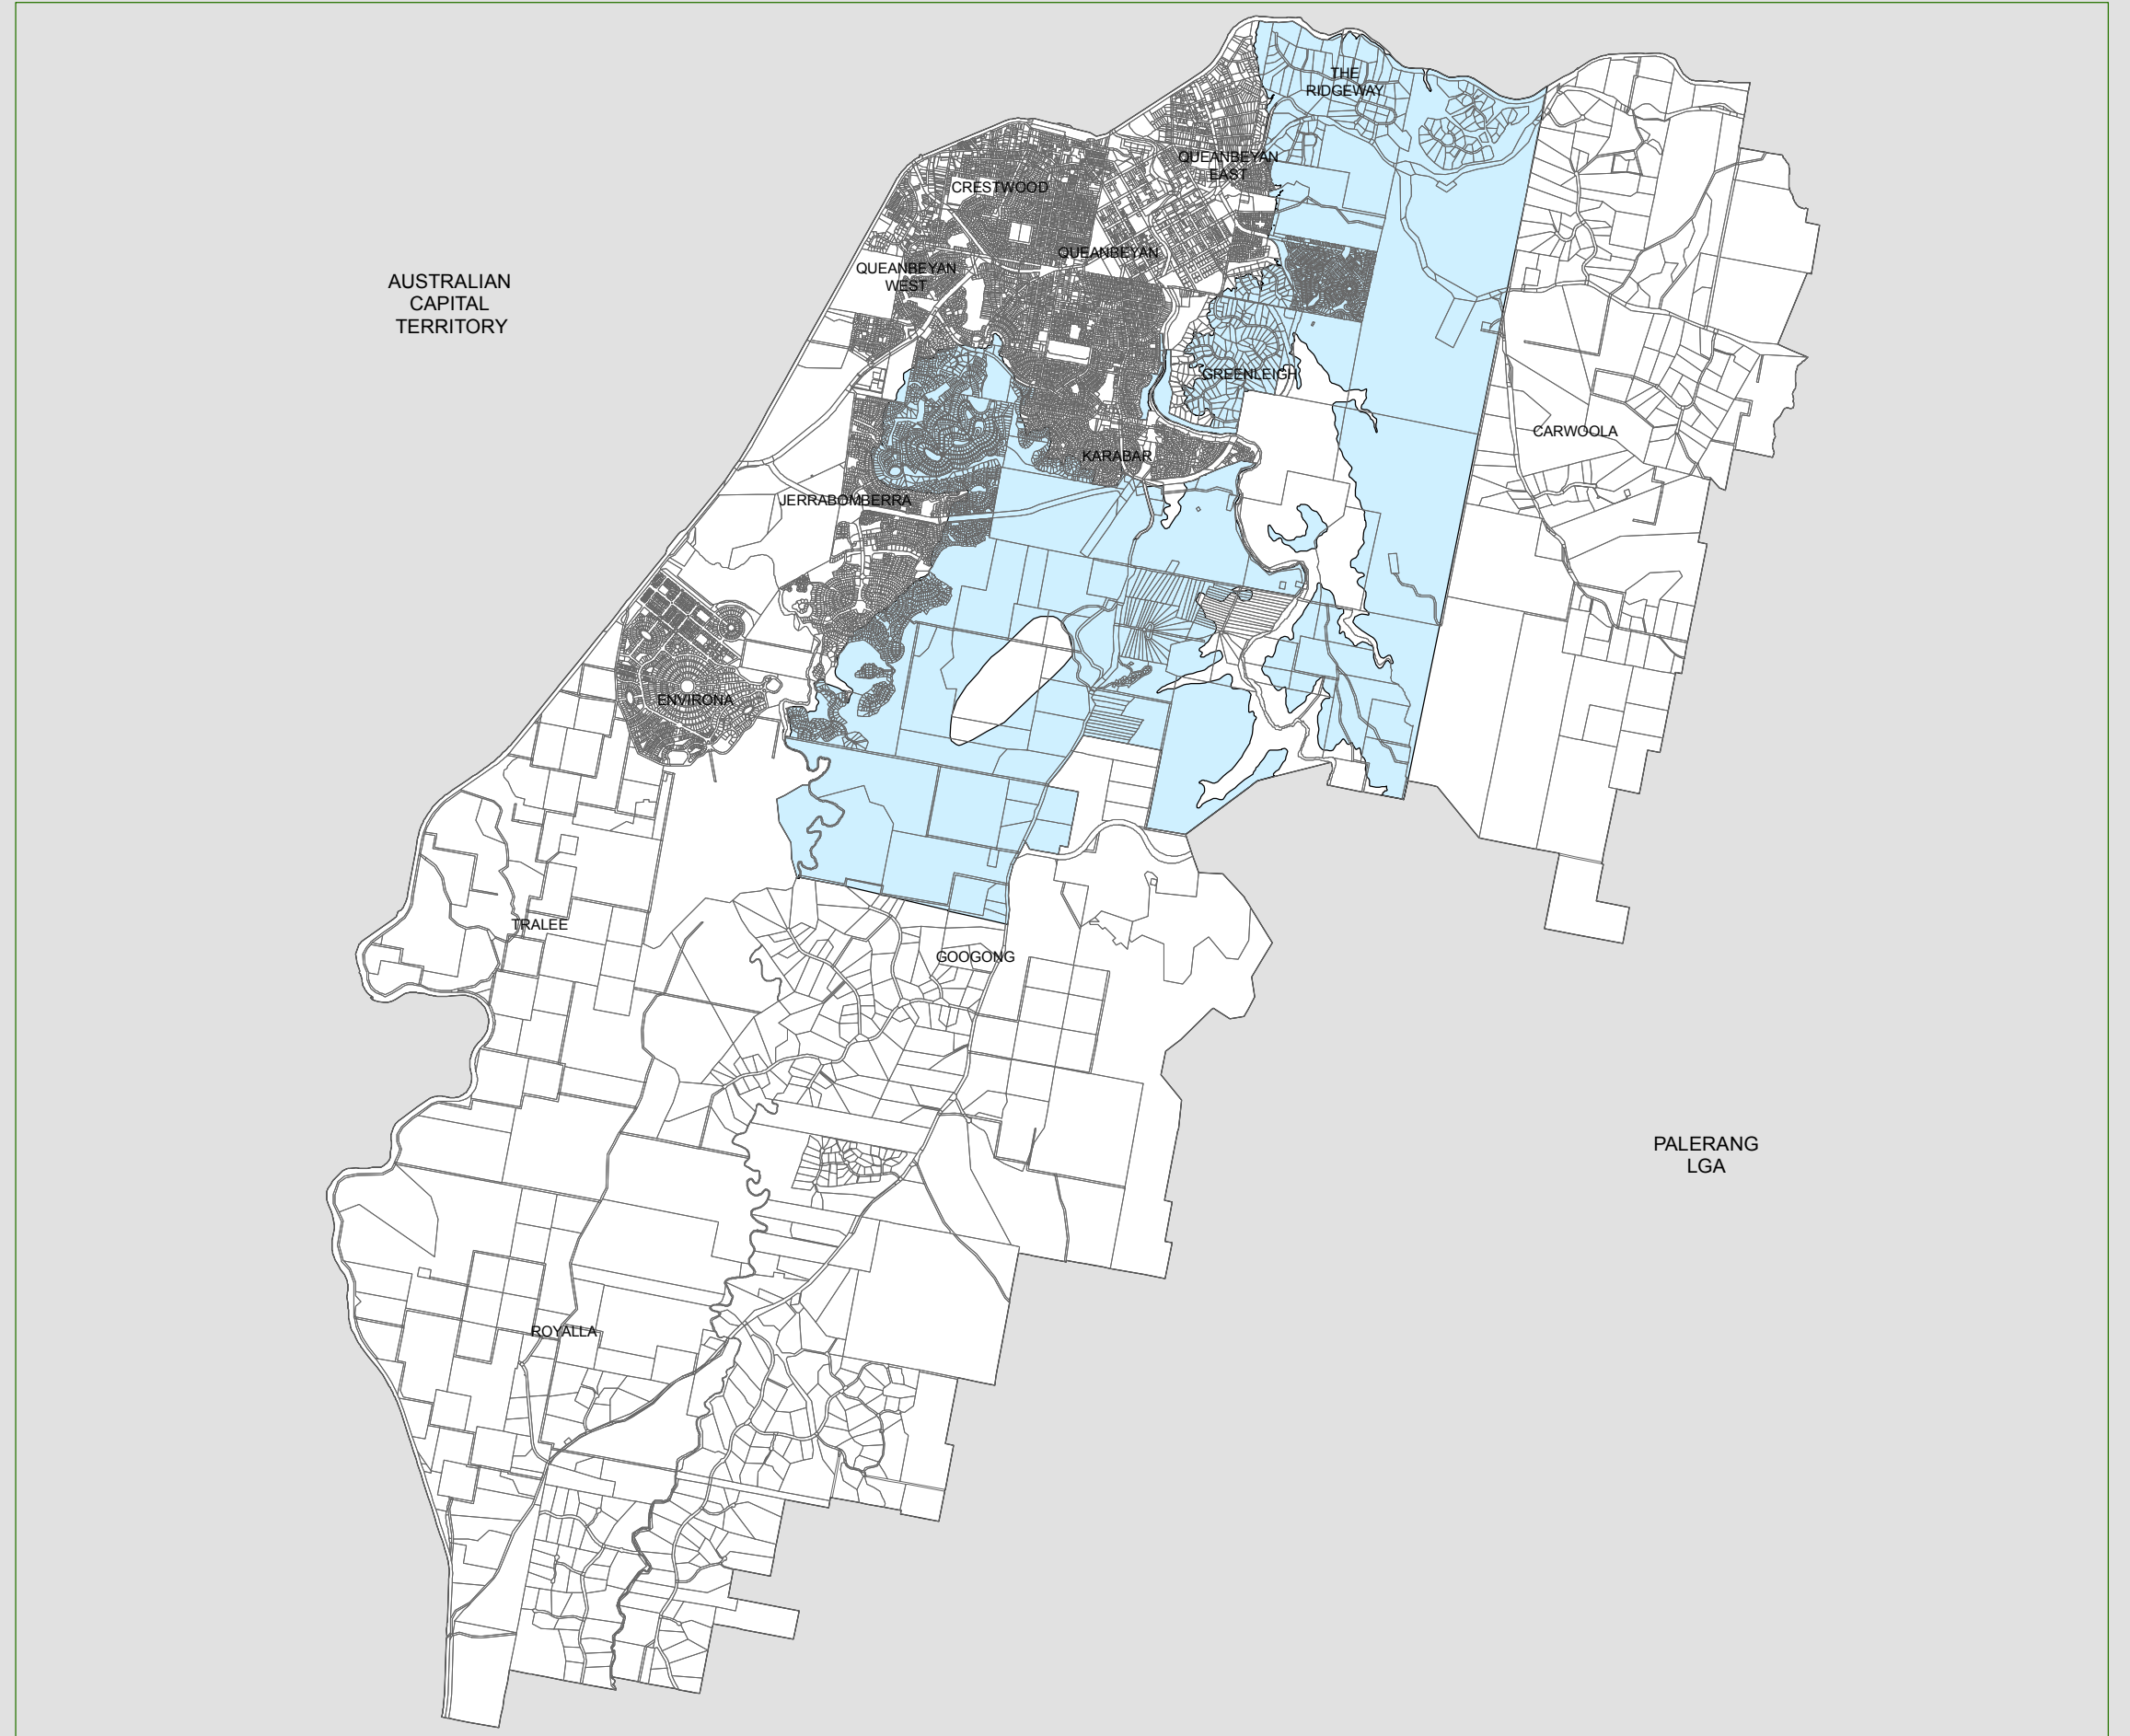 THE
RIDGEWAY
QUEANBEYAN
EAST
CRESTWOOD
QUEANBEYAN
QUEANBEYAN
WEST
AUSTRALIAN
CAPITAL
TERRITORY
GREENLEIGH
CARWOOLA
KARABAR
JERRABOMBERRA
ENVIRONA
TRALEE
GOOGONG
PALERANG
LGA
ROYALLA